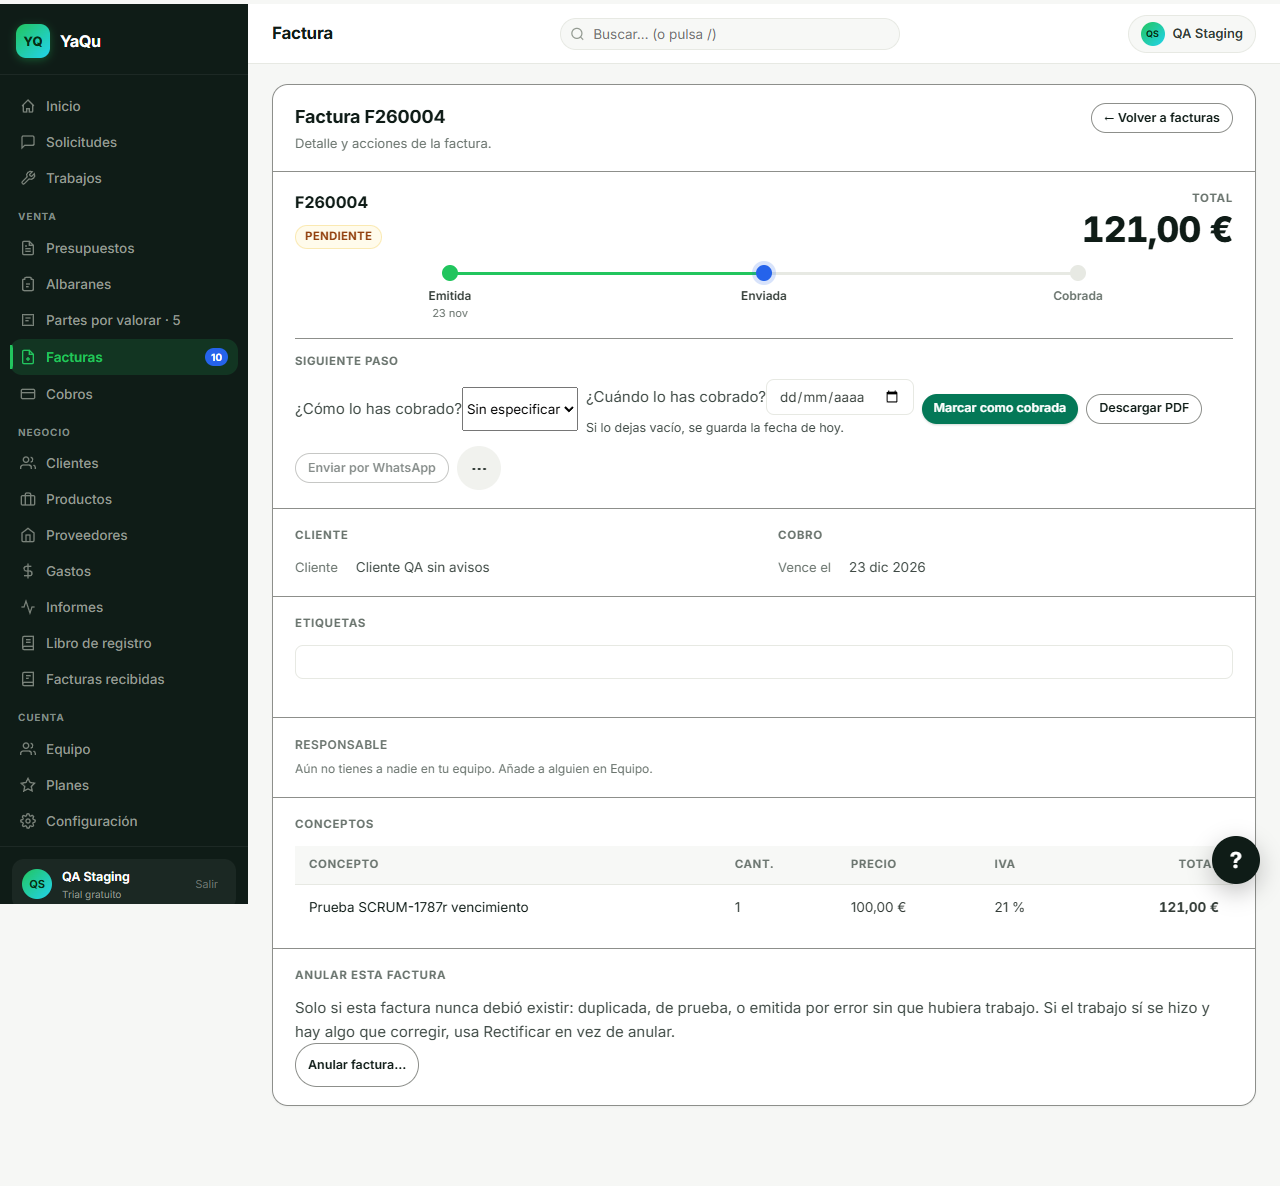 YQ YaQu
Factura
Buscar... (o pulsa /)
QS QA Staging
Inicio
Solicitudes
Trabajos
VENTA
Presupuestos
Albaranes
Partes por valorar · 5
Facturas 10
Cobros
NEGOCIO
Clientes
Productos
Proveedores
Gastos
Informes
Libro de registro
Facturas recibidas
CUENTA
Equipo
Planes
Configuración
QS QA Staging Salir
Trial gratuito
Factura F260004
← Volver a facturas
Detalle y acciones de la factura.
F260004
TOTAL
PENDIENTE
121,00 €
Emitida
23 nov
Enviada
Cobrada
SIGUIENTE PASO
¿Cómo lo has cobrado? Sin especificar
¿Cuándo lo has cobrado? dd/mm/aaaa
Si lo dejas vacío, se guarda la fecha de hoy.
Marcar como cobrada
Descargar PDF
Enviar por WhatsApp
...
CLIENTE
Cliente Cliente QA sin avisos
COBRO
Vence el 23 dic 2026
ETIQUETAS
RESPONSABLE
Aún no tienes a nadie en tu equipo. Añade a alguien en Equipo.
CONCEPTOS
CONCEPTO CANT. PRECIO IVA TOTA
?
Prueba SCRUM-1787r vencimiento 1 100,00 € 21 % 121,00 €
ANULAR ESTA FACTURA
Solo si esta factura nunca debió existir: duplicada, de prueba, o emitida por error sin que hubiera trabajo. Si el trabajo sí se hizo y
hay algo que corregir, usa Rectificar en vez de anular.
Anular factura...